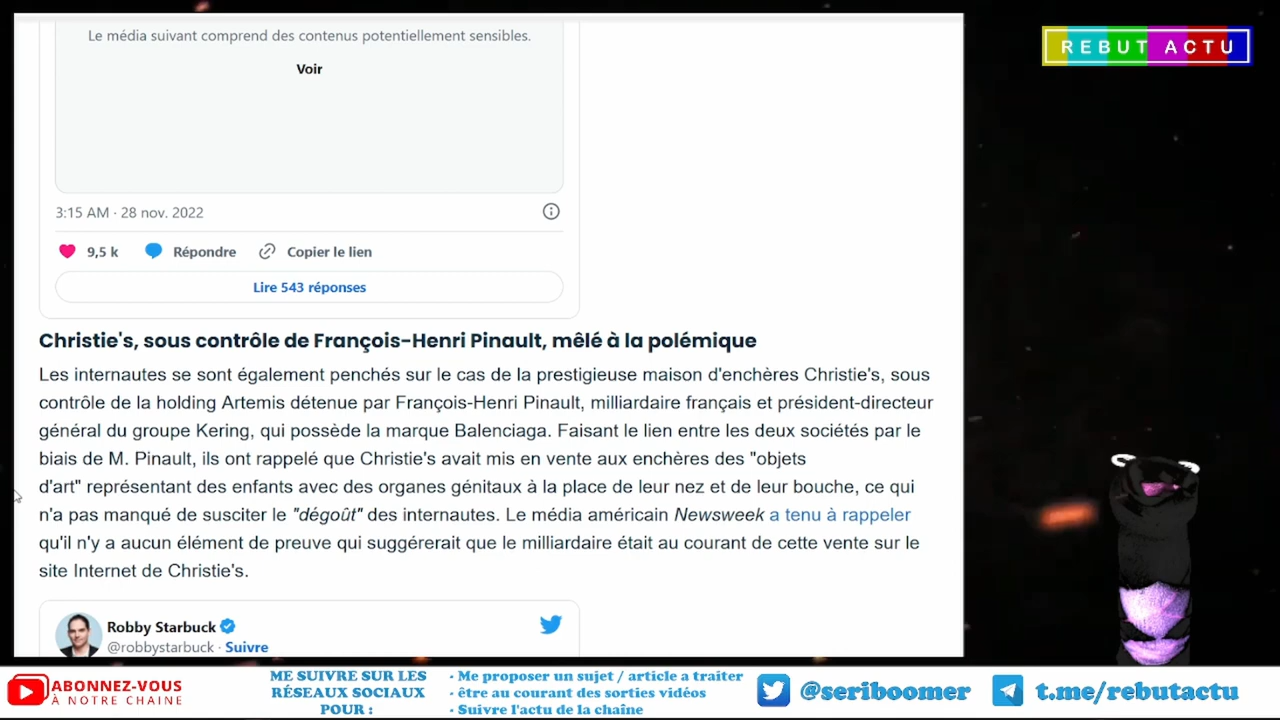 Le média suivant comprend des contenus potentiellement sensibles.
Voir
REBUT ACTU
3:15 AM · 28 nov. 2022
9,5 k Répondre Copier le lien
Lire 543 réponses
Christie's, sous contrôle de François-Henri Pinault, mêlé à la polémique
Les internautes se sont également penchés sur le cas de la prestigieuse maison d'enchères Christie's, sous
contrôle de la holding Artemis détenue par François-Henri Pinault, milliardaire français et président-directeur
général du groupe Kering, qui possède la marque Balenciaga. Faisant le lien entre les deux sociétés par le
biais de M. Pinault, ils ont rappelé que Christie's avait mis en vente aux enchères des "objets
d'art" représentant des enfants avec des organes génitaux à la place de leur nez et de leur bouche, ce qui
n'a pas manqué de susciter le "dégoût" des internautes. Le média américain Newsweek a tenu à rappeler
qu'il n'y a aucun élément de preuve qui suggérerait que le milliardaire était au courant de cette vente sur le
site Internet de Christie's.
Robby Starbuck
@robbystarbuck · Suivre
ABONNEZ-VOUS
À NOTRE CHAINE
ME SUIVRE SUR LES
RÉSEAUX SOCIAUX
POUR :
· Me proposer un sujet / article a traiter
· être au courant des sorties vidéos
· Suivre l'actu de la chaîne
@seriboomer
t.me/rebutactu